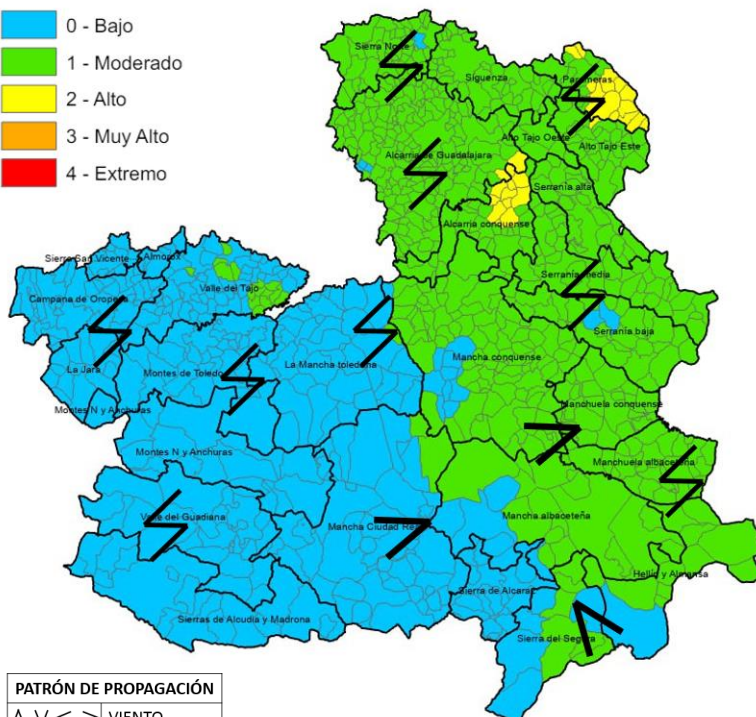 0 - Bajo
1 - Moderado
2 - Alto
3 - Muy Alto
4 - Extremo
Sierra Norte
Sigüenza
Parameras
Alto Tajo Oeste
Alto Tajo Este
Alcarria de Guadalajara
Serranía alta
Alcarria conquense
Sierra San Vicente
Almorox
Valle del Tajo
Campana de Oropesa
Serranía media
Serranía baja
La Mancha toledana
Mancha conquense
La Jara
Montes de Toledo
Montes N y Anchuras
Manchuela conquense
Montes N y Anchuras
Manchuela albaceteña
Valle del Guadiana
Mancha Ciudad Real
Mancha albaceteña
Hellín y Almansa
Sierra de Alcaraz
Sierras de Alcudia y Madrona
Sierra del Segura
PATRÓN DE PROPAGACIÓN
VIENTO